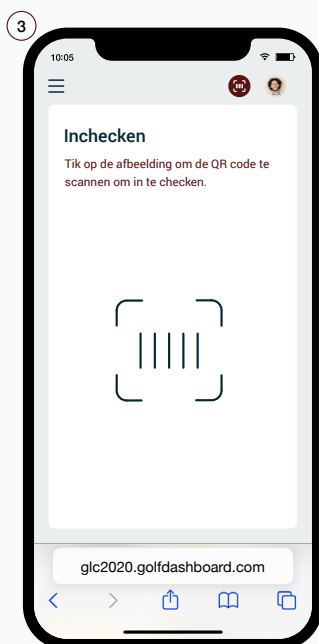 3
10:05
Inchecken
Tik op de afbeelding om de QR code te
scannen om in te checken.
glc2020.golfdashboard.com